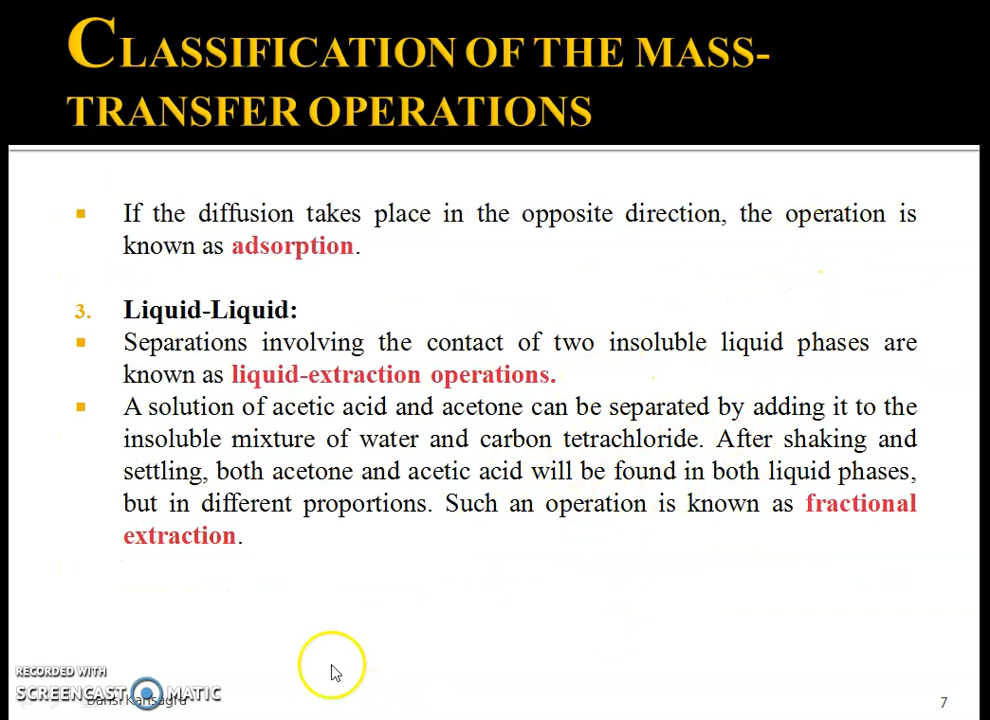 CLASSIFICATION OF THE MASS-
TRANSFER OPERATIONS
If the diffusion takes place in the opposite direction, the operation is
known as adsorption.
3. Liquid-Liquid:
Separations involving the contact of two insoluble liquid phases are
known as liquid-extraction operations.
A solution of acetic acid and acetone can be separated by adding it to the
insoluble mixture of water and carbon tetrachloride. After shaking and
settling, both acetone and acetic acid will be found in both liquid phases,
but in different proportions. Such an operation is known as fractional
extraction.
RECORDED WITH
SCREENCAST MATIC
Bansi Kansagra
7